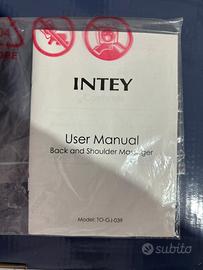 INTEY
User Manual
Back and Shoulder Massager
Model: TO-GJ-039
subito